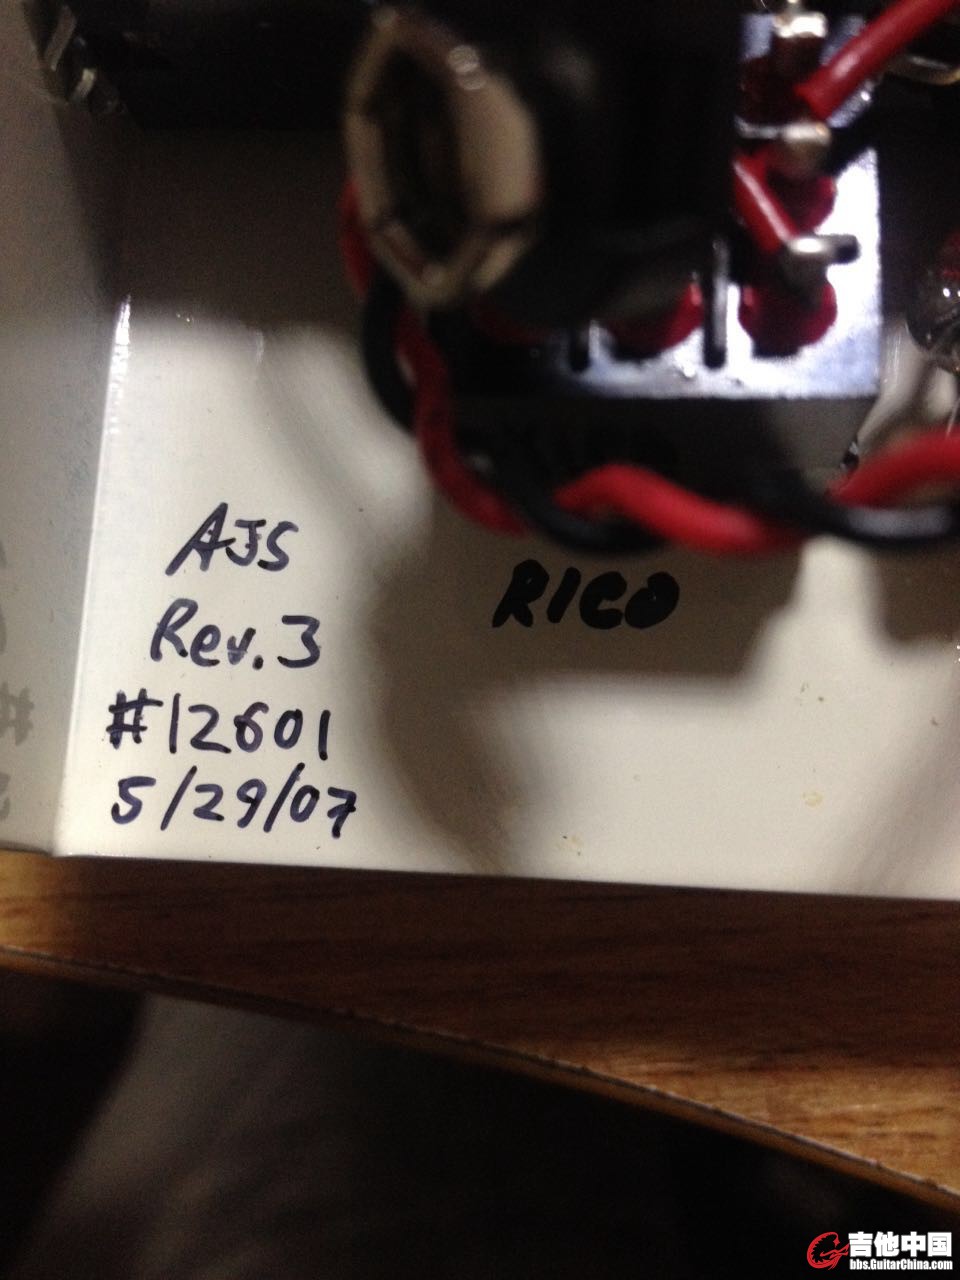 AJS
Rev. 3
#12601
5/29/07
RICO
吉他中国
bbs.GuitarChina.com